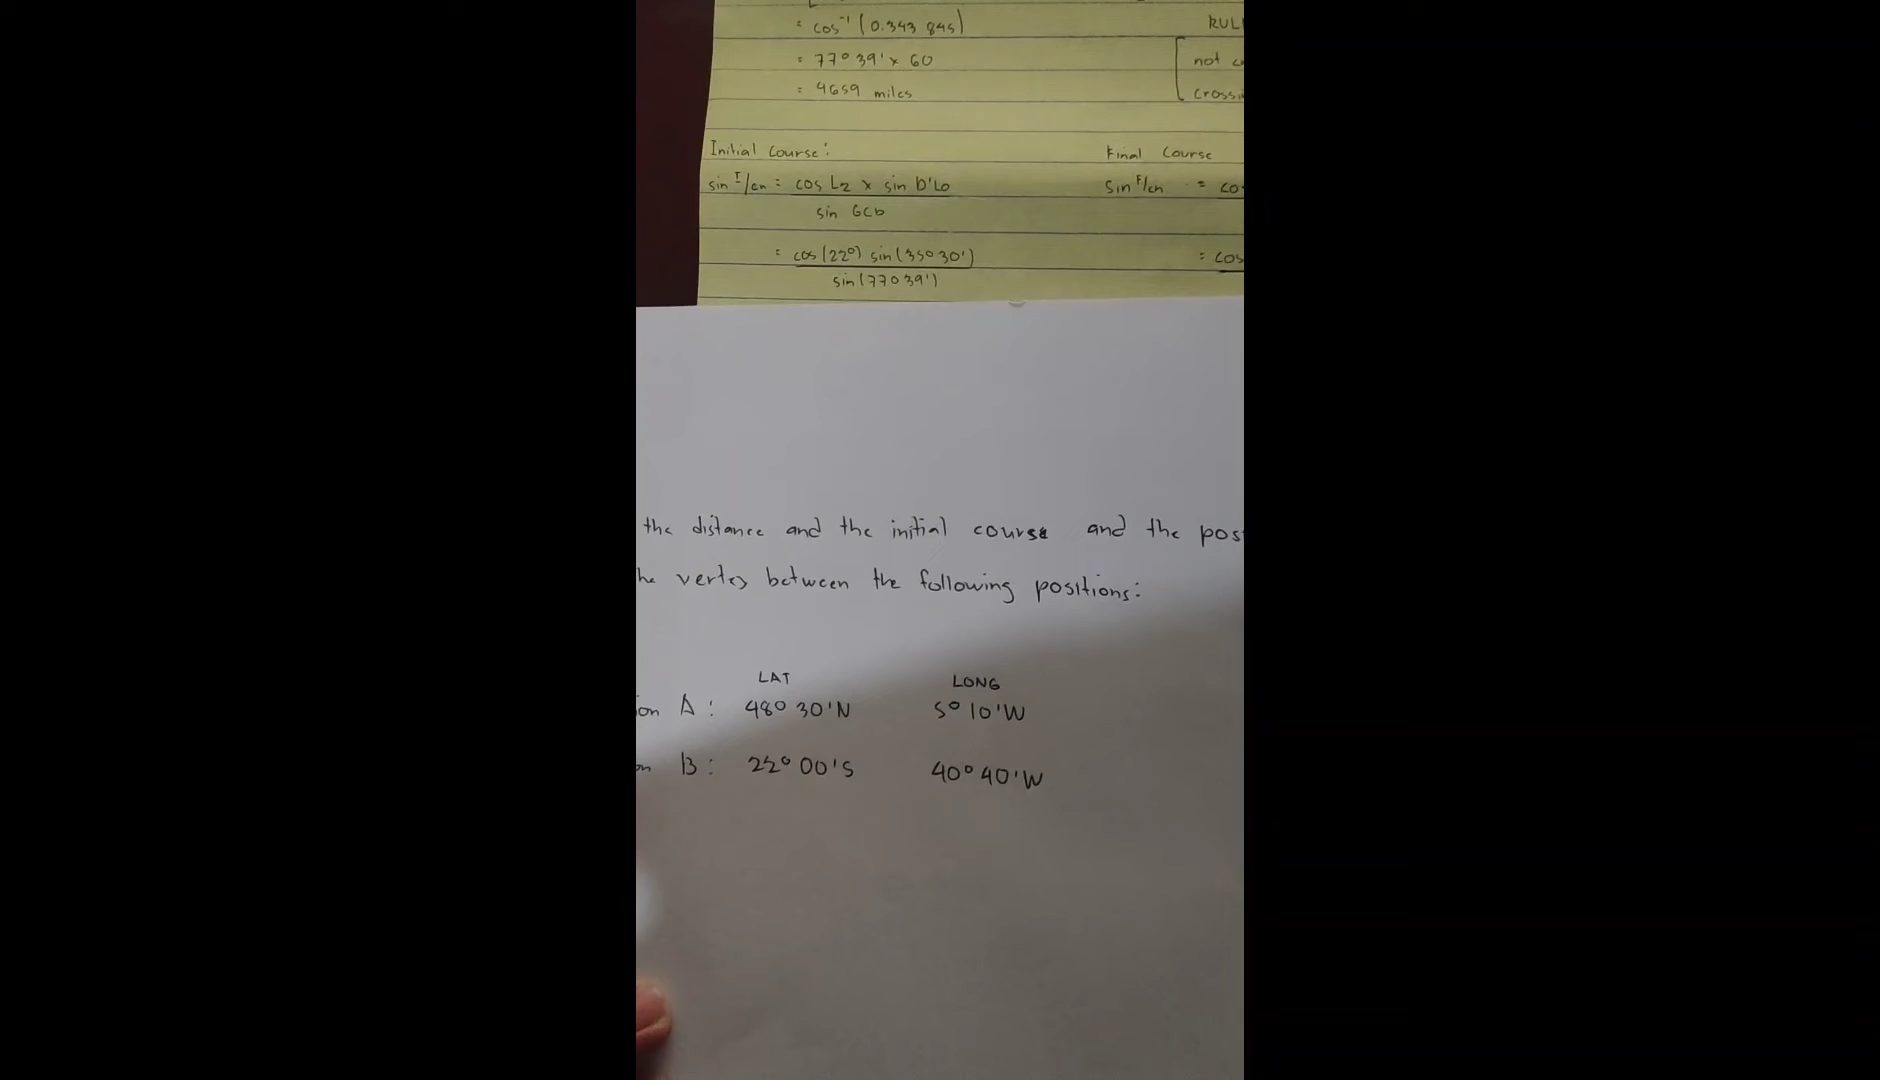 = cos⁻¹ (0.343 845)
= 77° 39' x 60
= 4659 miles
not
Initial Course:
Final Course
sin I/cn = cos L2 x sin D'Lo
sin GCD
Sin F/cn = co
= cos(22°) sin(35° 30')
sin(77° 39')
= cos
the distance and the initial course and the pos
he vertex between the following positions:
LAT LONG
on A: 48° 30'N 5° 10'W
on B: 22° 00'S 40° 40'W